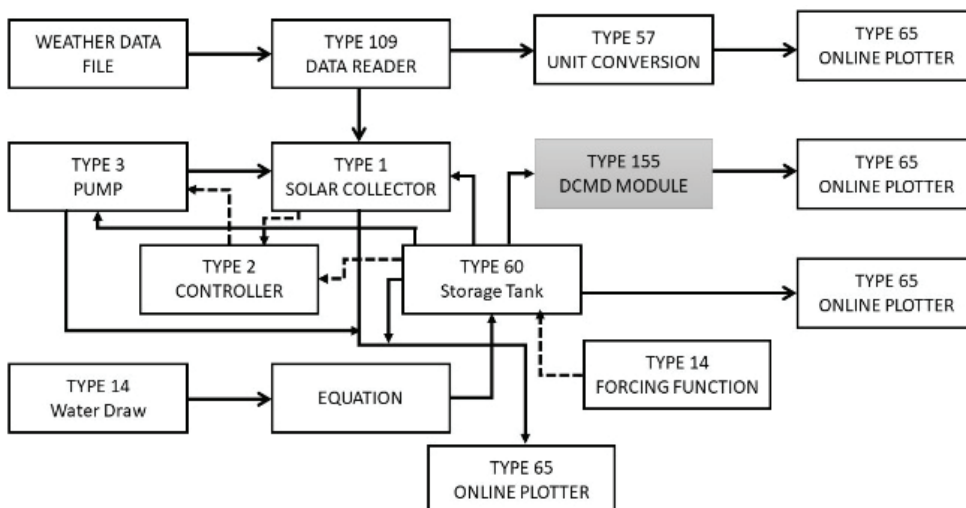 WEATHER DATA
FILE
TYPE 109
DATA READER
TYPE 57
UNIT CONVERSION
TYPE 65
ONLINE PLOTTER
TYPE 3
PUMP
TYPE 1
SOLAR COLLECTOR
TYPE 155
DCMD MODULE
TYPE 65
ONLINE PLOTTER
TYPE 2
CONTROLLER
TYPE 60
Storage Tank
TYPE 65
ONLINE PLOTTER
TYPE 14
Water Draw
EQUATION
TYPE 14
FORCING FUNCTION
TYPE 65
ONLINE PLOTTER